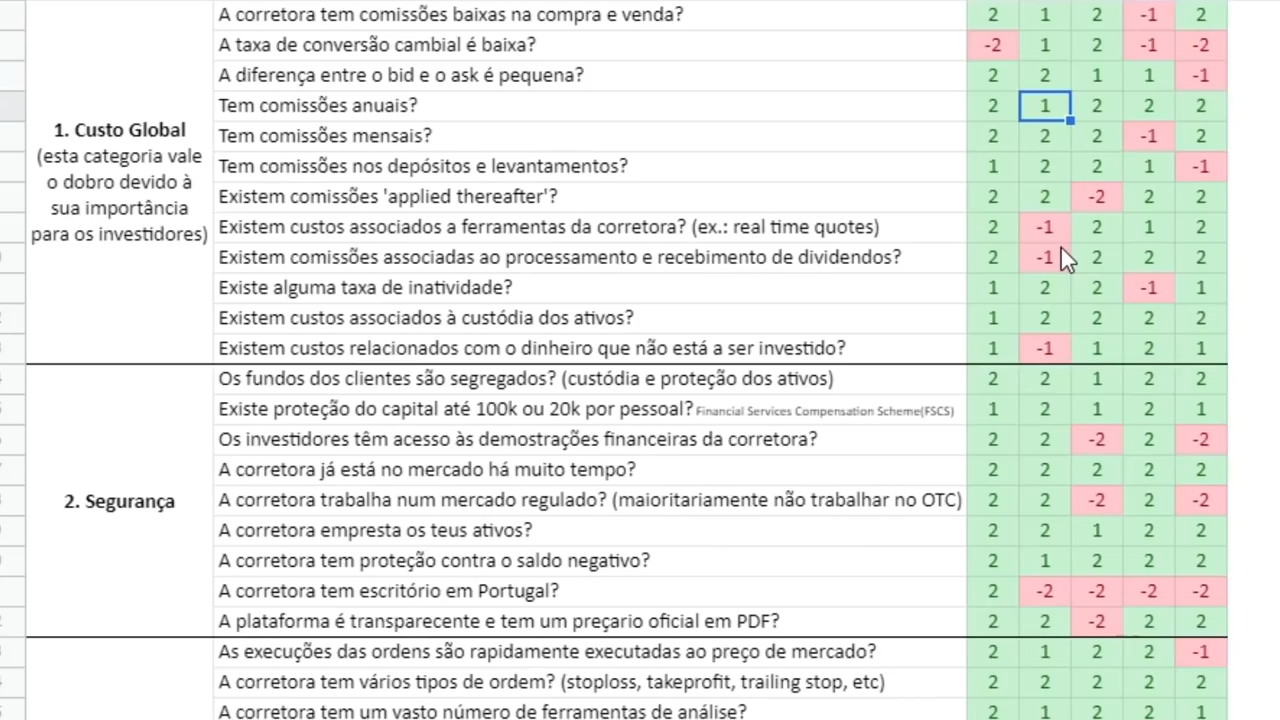 A corretora tem comissões baixas na compra e venda? 2 1 2 -1 2
A taxa de conversão cambial é baixa? -2 1 2 -1 -2
A diferença entre o bid e o ask é pequena? 2 2 1 1 -1
Tem comissões anuais? 2 1 2 2 2
1. Custo Global
(esta categoria vale
o dobro devido à
sua importância
para os investidores)
Tem comissões mensais? 2 2 2 -1 2
Tem comissões nos depósitos e levantamentos? 1 2 2 1 -1
Existem comissões 'applied thereafter'? 2 2 -2 2 2
Existem custos associados a ferramentas da corretora? (ex.: real time quotes) 2 -1 2 1 2
Existem comissões associadas ao processamento e recebimento de dividendos? 2 -1 2 2 2
Existe alguma taxa de inatividade? 1 2 2 -1 1
Existem custos associados à custódia dos ativos? 1 2 2 2 2
Existem custos relacionados com o dinheiro que não está a ser investido? 1 -1 1 2 1
Os fundos dos clientes são segregados? (custódia e proteção dos ativos) 2 2 1 2 2
Existe proteção do capital até 100k ou 20k por pessoal? Financial Services Compensation Scheme(FSCS) 1 2 1 2 1
Os investidores têm acesso às demostrações financeiras da corretora? 2 2 -2 2 -2
A corretora já está no mercado há muito tempo? 2 2 2 2 2
2. Segurança
A corretora trabalha num mercado regulado? (maioritariamente não trabalhar no OTC) 2 2 -2 2 -2
A corretora empresta os teus ativos? 2 2 1 2 2
A corretora tem proteção contra o saldo negativo? 2 1 2 2 2
A corretora tem escritório em Portugal? 2 -2 -2 -2 -2
A plataforma é transparecente e tem um preçario oficial em PDF? 2 2 -2 2 2
As execuções das ordens são rapidamente executadas ao preço de mercado? 2 1 2 2 -1
A corretora tem vários tipos de ordem? (stoploss, takeprofit, trailing stop, etc) 2 2 2 2 2
A corretora tem um vasto número de ferramentas de análise? 2 1 2 2 1